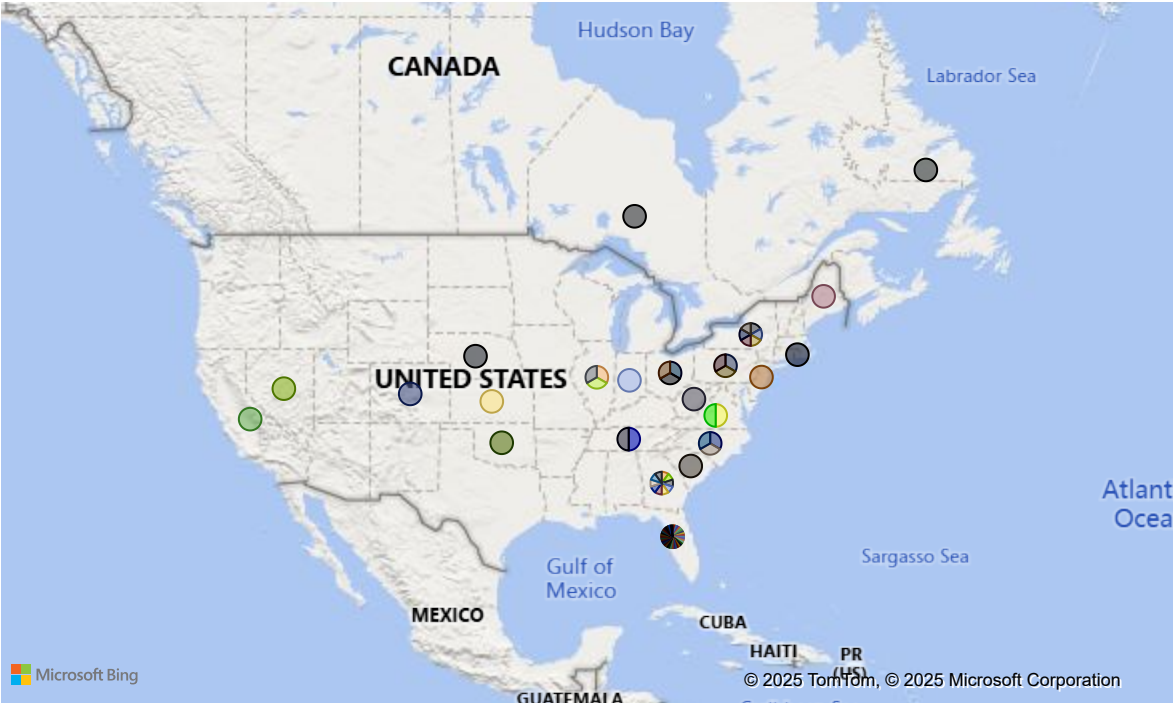 Hudson Bay
CANADA
Labrador Sea
UNITED STATES
Atlant
Ocea
Sargasso Sea
Gulf of
Mexico
MEXICO
CUBA
HAITI
PR
(US)
Microsoft Bing
© 2025 TomTom, © 2025 Microsoft Corporation
GUATEMALA